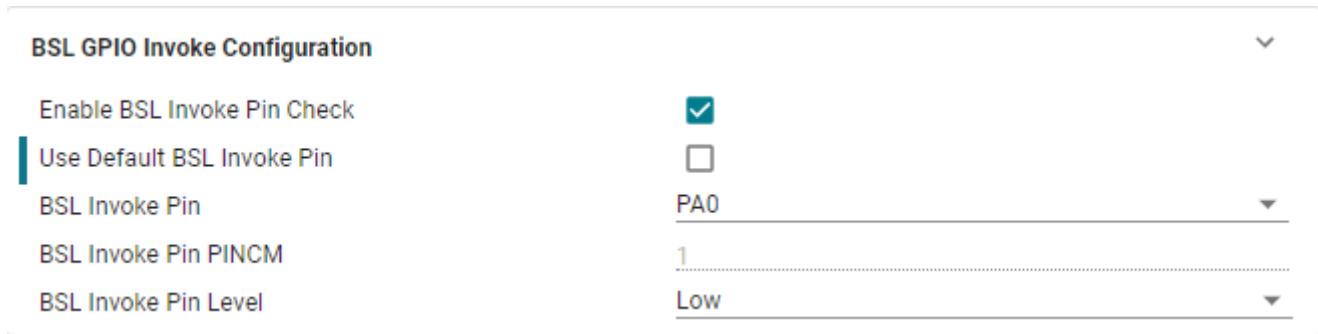 BSL GPIO Invoke Configuration
Enable BSL Invoke Pin Check
Use Default BSL Invoke Pin
BSL Invoke Pin PA0
BSL Invoke Pin PINCM 1
BSL Invoke Pin Level Low